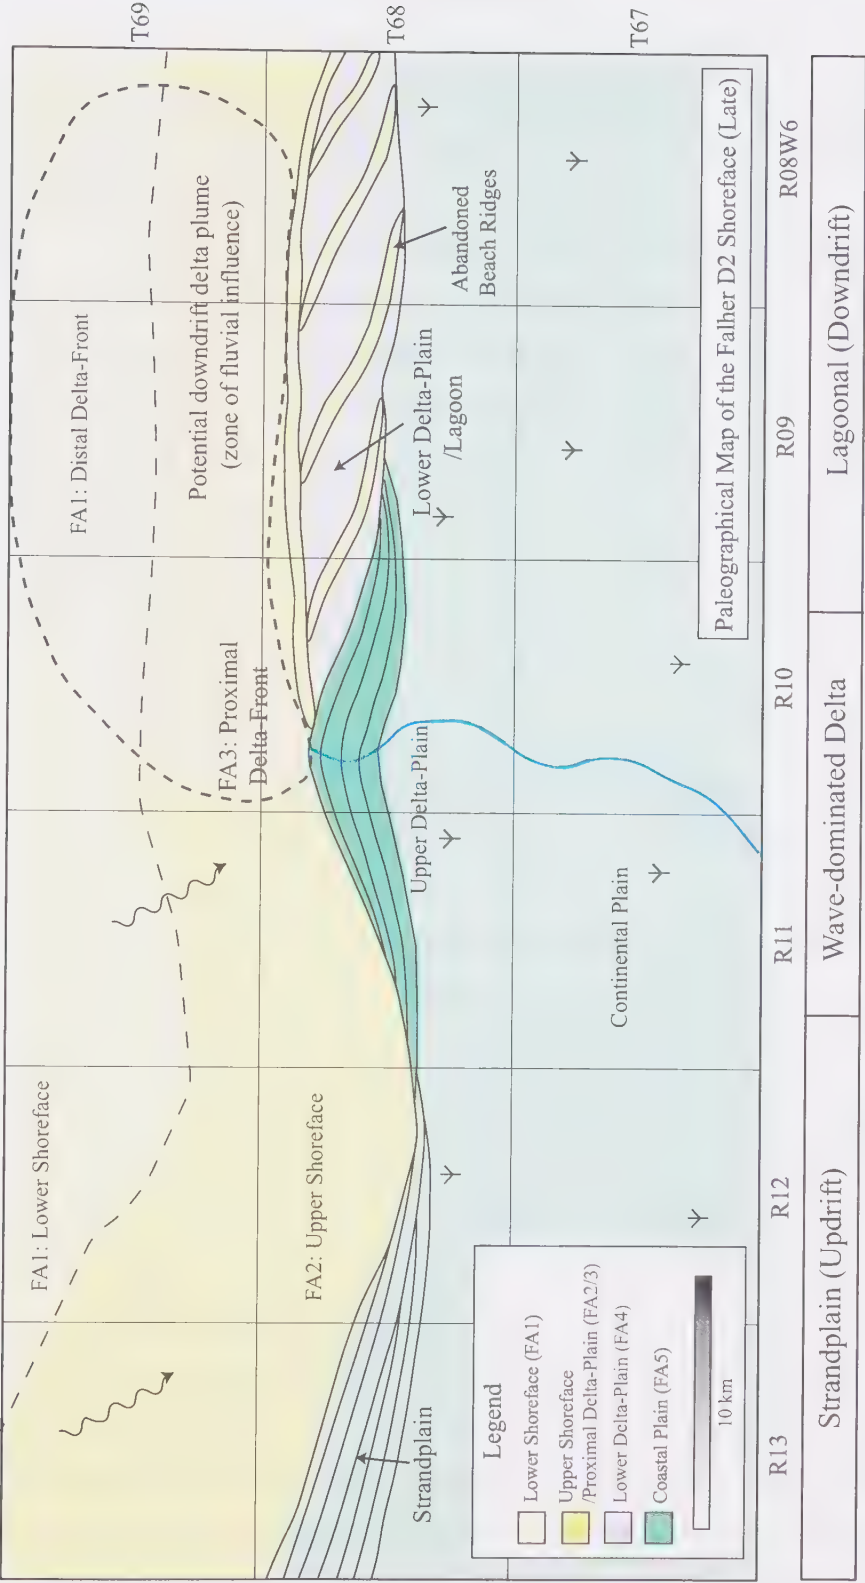 T69
T68
T67
FA1: Distal Delta-Front
Potential downdrift delta plume
(zone of fluvial influence)
FA3: Proximal
Delta-Front
FA1: Lower Shoreface
FA2: Upper Shoreface
Abandoned
Beach Ridges
Lower Delta-Plain
/Lagoon
Upper Delta-Plain
Continental Plain
Strandplain
Legend
Lower Shoreface (FA1)
Upper Shoreface
/Proximal Delta-Plain (FA2/3)
Lower Delta-Plain (FA4)
Coastal Plain (FA5)
10 km
Paleographical Map of the Falher D2 Shoreface (Late)
R13
R12
R11
R10
R09
R08W6
Strandplain (Updrift)
Wave-dominated Delta
Lagoonal (Downdrift)